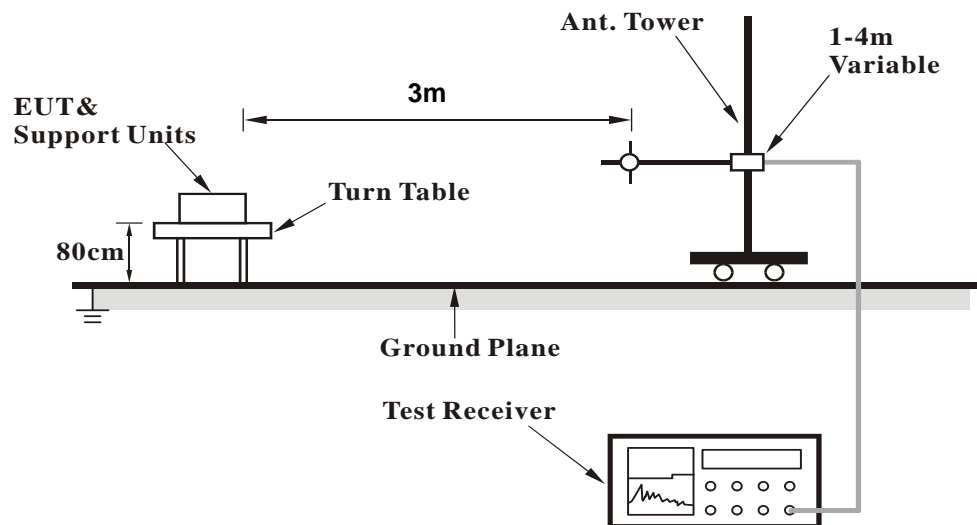 Ant. Tower
1-4m
Variable
3m
EUT&
Support Units
Turn Table
80cm
Ground Plane
Test Receiver